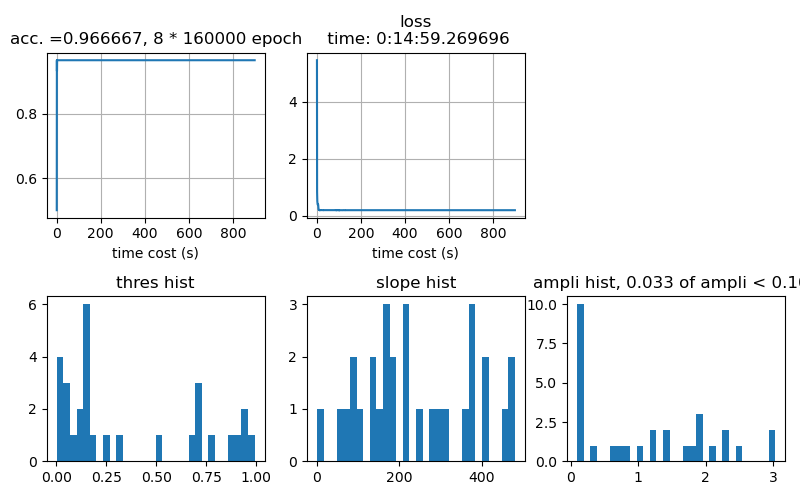 acc. =0.966667, 8 * 160000 epoch
loss
time: 0:14:59.269696
0.8
0.6
0 200 400 600 800
time cost (s)
4
2
0
0 200 400 600 800
time cost (s)
thres hist
6
4
2
0
0.00 0.25 0.50 0.75 1.00
slope hist
3
2
1
0
0 200 400
ampli hist, 0.033 of ampli < 0.10
10.0
7.5
5.0
2.5
0.0
0 1 2 3